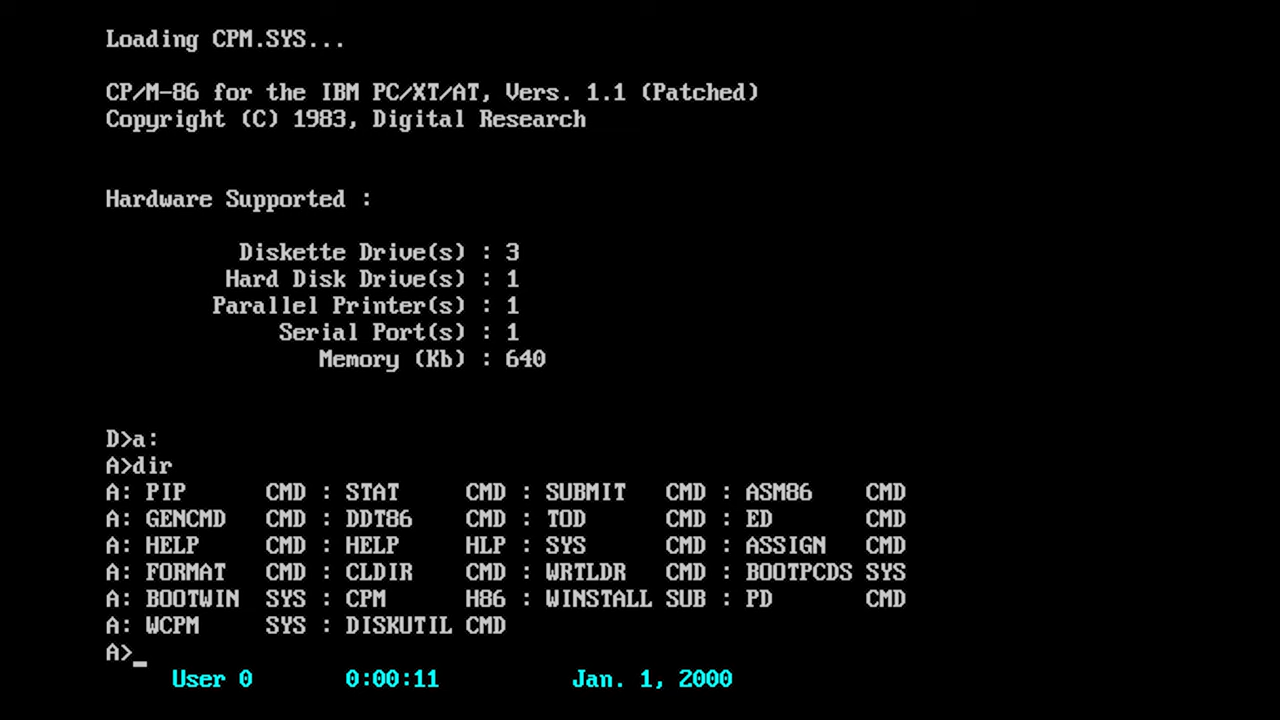 Loading CPM.SYS...
CP/M-86 for the IBM PC/XT/AT, Vers. 1.1 (Patched)
Copyright (C) 1983, Digital Research
Hardware Supported :
Diskette Drive(s) : 3
Hard Disk Drive(s) : 1
Parallel Printer(s) : 1
Serial Port(s) : 1
Memory (Kb) : 640
D>a:
A>dir
A: PIP      CMD : STAT     CMD : SUBMIT   CMD : ASM86    CMD
A: GENCMD   CMD : DDT86    CMD : TOD      CMD : ED       CMD
A: HELP     CMD : HELP     HLP : SYS      CMD : ASSIGN   CMD
A: FORMAT   CMD : CLDIR    CMD : WRTLDR   CMD : BOOTPCDS SYS
A: BOOTWIN  SYS : CPM      H86 : WINSTALL SUB : PD       CMD
A: WCPM     SYS : DISKUTIL CMD
A>_
User 0       0:00:11          Jan. 1, 2000